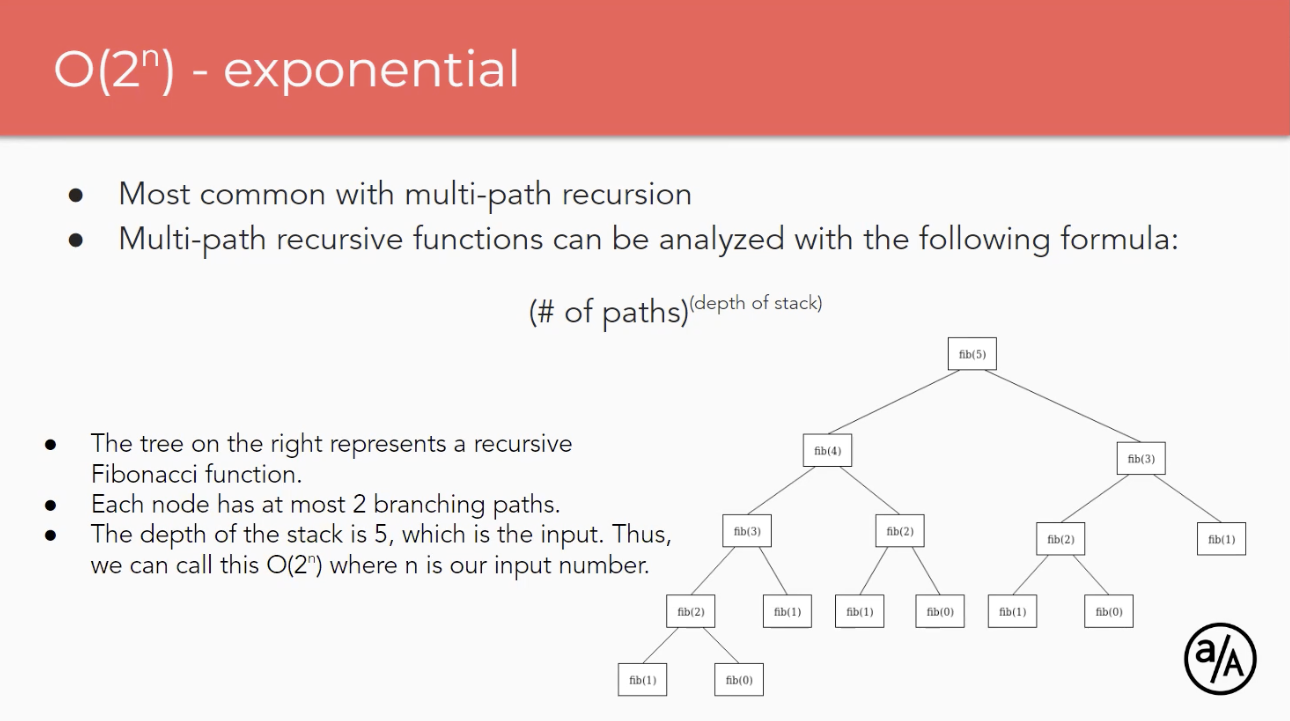 O(2ⁿ) - exponential
● Most common with multi-path recursion
● Multi-path recursive functions can be analyzed with the following formula:
(# of paths)^(depth of stack)
● The tree on the right represents a recursive
Fibonacci function.
● Each node has at most 2 branching paths.
● The depth of the stack is 5, which is the input. Thus,
we can call this O(2ⁿ) where n is our input number.
fib(5)
fib(4)
fib(3)
fib(3)
fib(2)
fib(2)
fib(1)
fib(2)
fib(1)
fib(1)
fib(0)
fib(1)
fib(0)
fib(1)
fib(0)
a/A